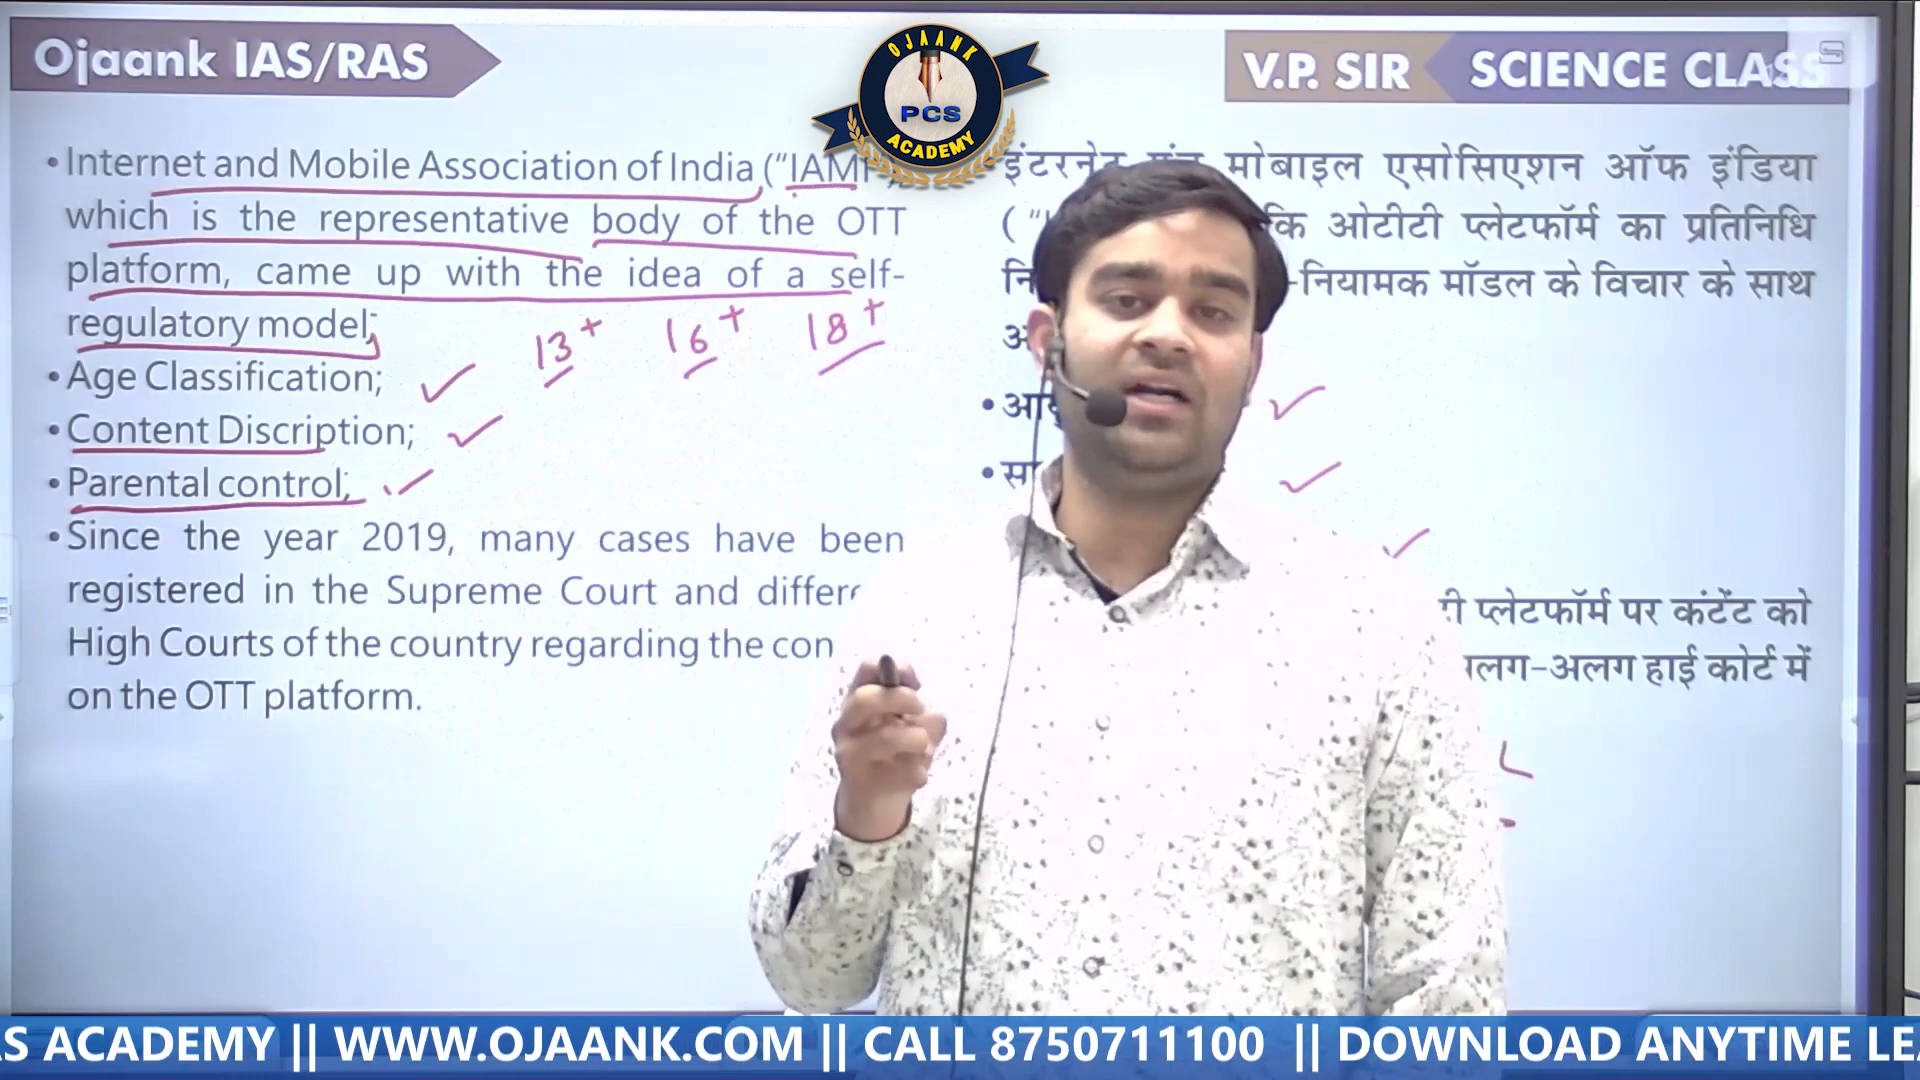 Ojaank IAS/RAS
OJAANK
PCS
ACADEMY
V.P. SIR SCIENCE CLASS
• Internet and Mobile Association of India ("IAM
which is the representative body of the OTT
platform, came up with the idea of a self-
regulatory model;
13+ 16+ 18+
• Age Classification;
• Content Discription;
• Parental control;
• Since the year 2019, many cases have been
registered in the Supreme Court and differe
High Courts of the country regarding the con
on the OTT platform.
इंटरनेट मोबाइल एसोसिएशन ऑफ इंडिया
कि ओटीटी प्लेटफॉर्म का प्रतिनिधि
नि -नियामक मॉडल के विचार के साथ
प्लेटफॉर्म पर कंटेंट को
अलग हाई कोर्ट में
S ACADEMY || WWW.OJAANK.COM || CALL 8750711100 || DOWNLOAD ANYTIME LE